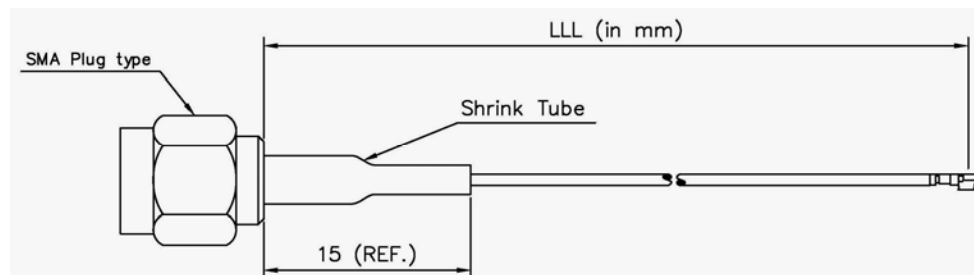 LLL (in mm)
SMA Plug type
Shrink Tube
15 (REF.)